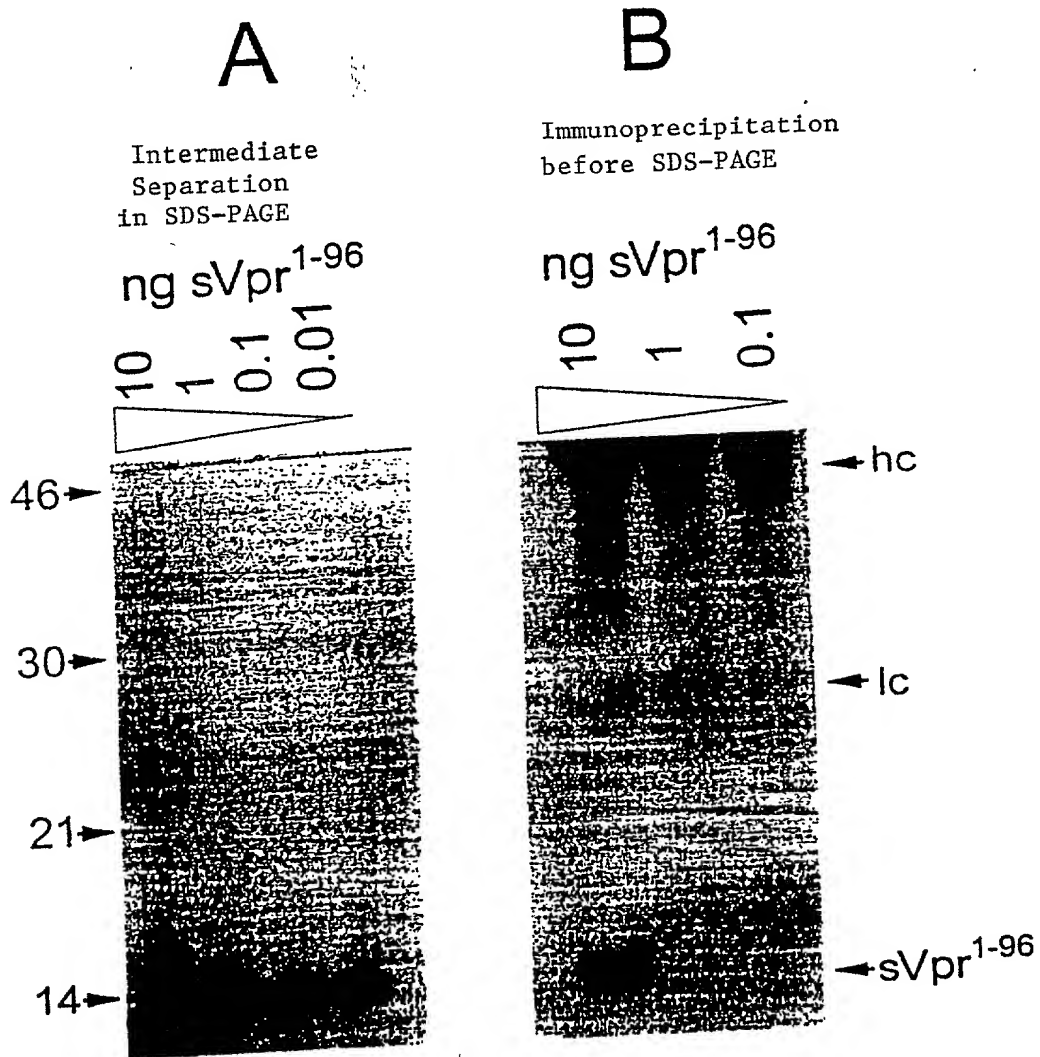 A
Intermediate
Separation
in SDS-PAGE
ng sVpr1-96
10
1
0.1
0.01
46
30
21
14
B
Immunoprecipitation
before SDS-PAGE
ng sVpr1-96
10
1
0.1
hc
lc
sVpr1-96